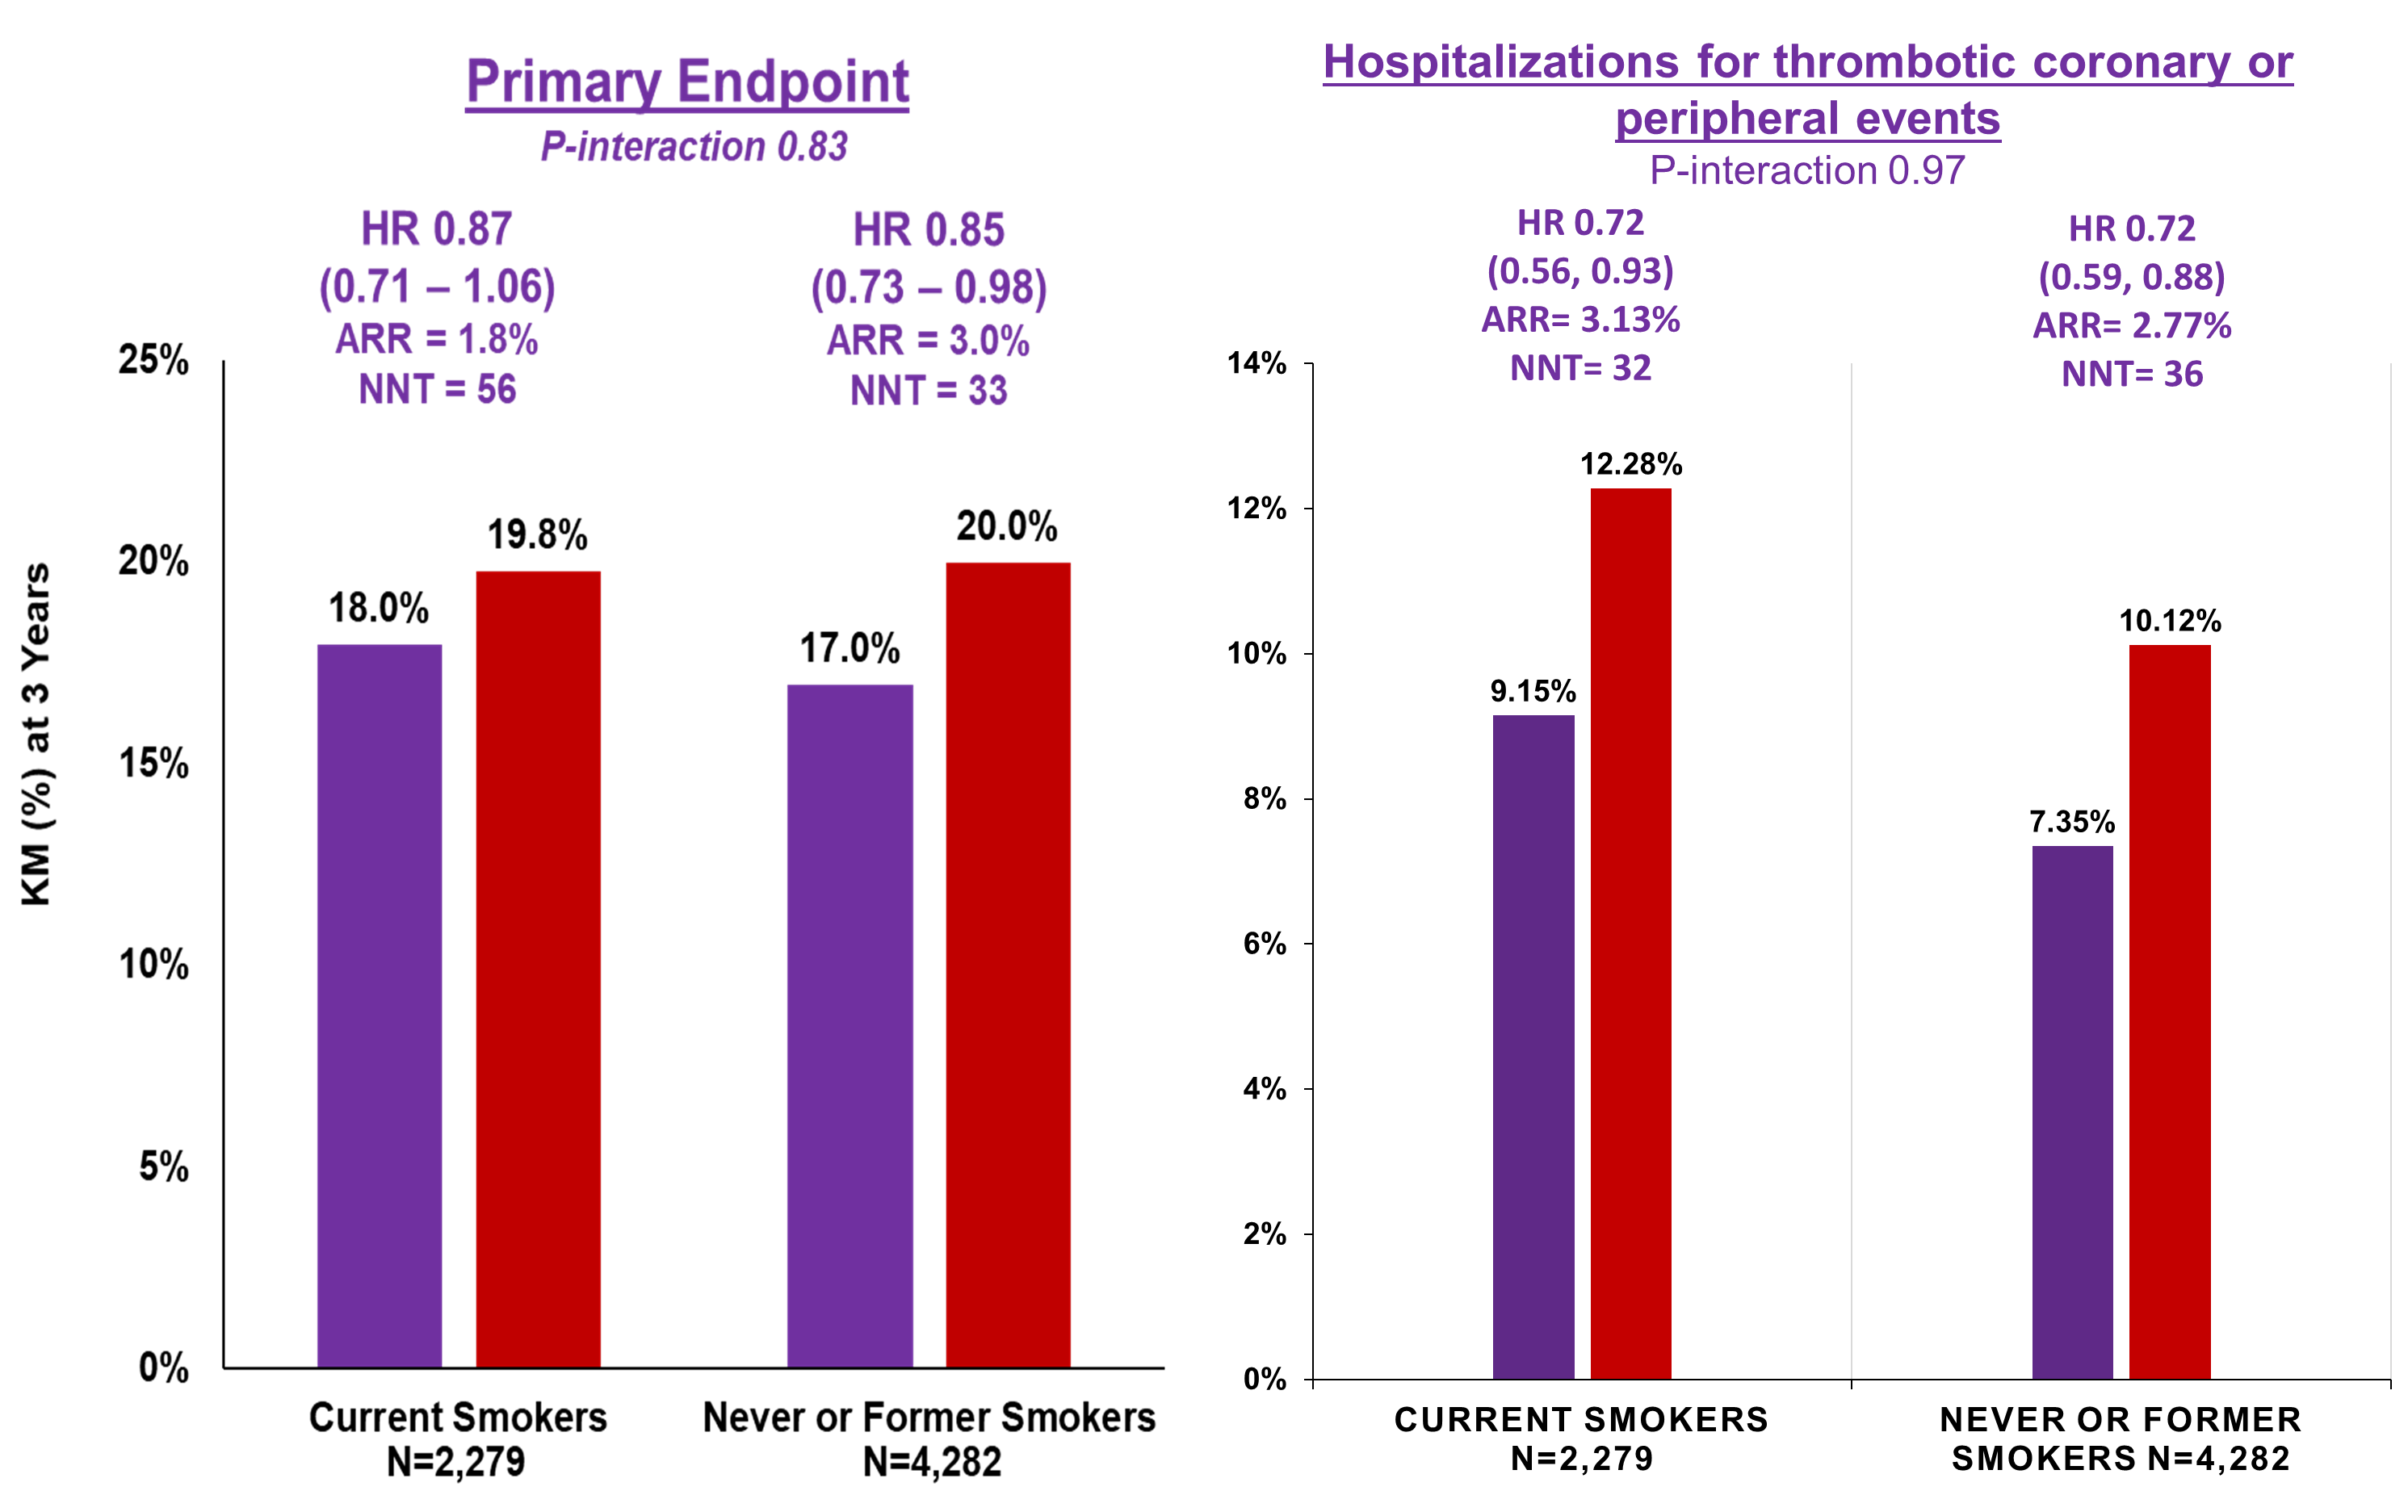 Primary Endpoint
P-interaction 0.83
HR 0.87
(0.71 – 1.06)
ARR = 1.8%
NNT = 56
HR 0.85
(0.73 – 0.98)
ARR = 3.0%
NNT = 33
KM (%) at 3 Years
25%
20%
15%
10%
5%
0%
18.0%
19.8%
17.0%
20.0%
Current Smokers
N=2,279
Never or Former Smokers
N=4,282
Hospitalizations for thrombotic coronary or
peripheral events
P-interaction 0.97
HR 0.72
(0.56, 0.93)
ARR= 3.13%
NNT= 32
HR 0.72
(0.59, 0.88)
ARR= 2.77%
NNT= 36
14%
12%
10%
8%
6%
4%
2%
0%
9.15%
12.28%
7.35%
10.12%
CURRENT SMOKERS
N=2,279
NEVER OR FORMER
SMOKERS N=4,282